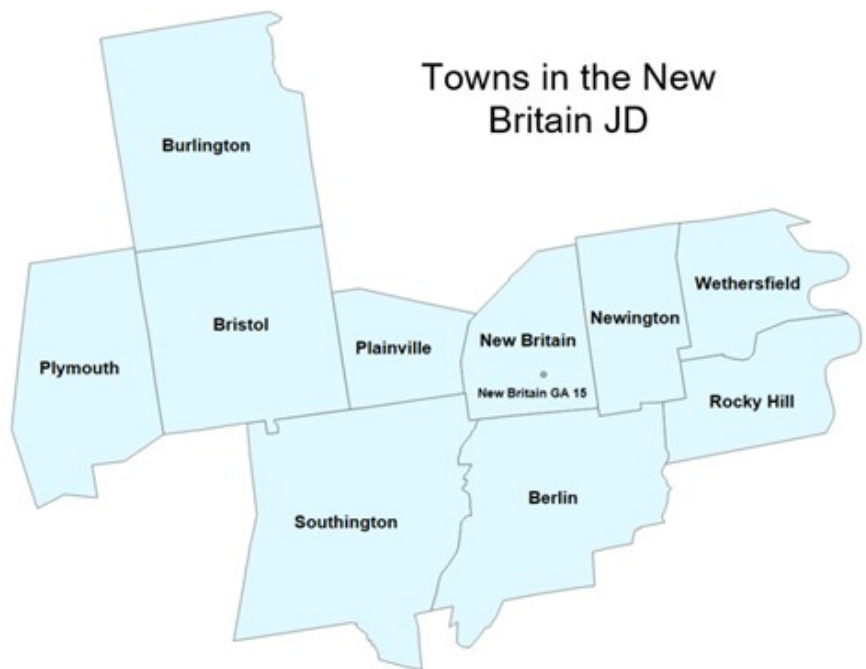 Towns in the New
Britain JD
Burlington
Bristol
Plymouth
Plainville
New Britain
New Britain GA 15
Newington
Wethersfield
Rocky Hill
Southington
Berlin